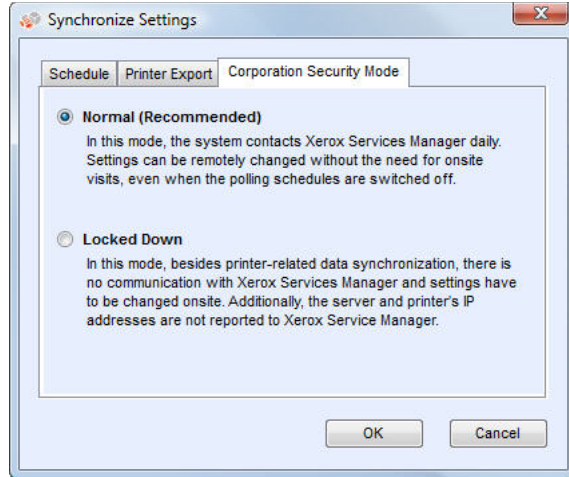 Synchronize Settings
Schedule Printer Export Corporation Security Mode
Normal (Recommended)
In this mode, the system contacts Xerox Services Manager daily.
Settings can be remotely changed without the need for onsite
visits, even when the polling schedules are switched off.
Locked Down
In this mode, besides printer-related data synchronization, there is
no communication with Xerox Services Manager and settings have
to be changed onsite. Additionally, the server and printer's IP
addresses are not reported to Xerox Service Manager.
OK Cancel